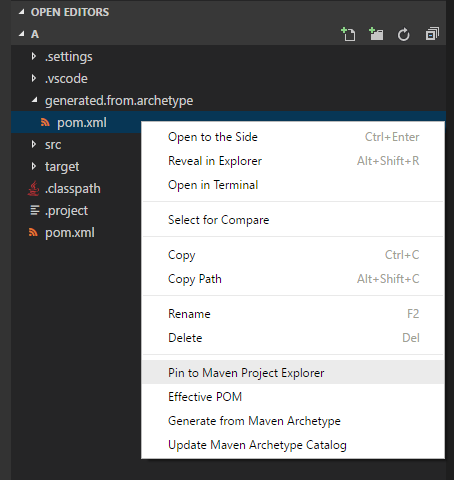 OPEN EDITORS
A
.settings
.vscode
generated.from.archetype
pom.xml
src
target
.classpath
.project
pom.xml
Open to the Side Ctrl+Enter
Reveal in Explorer Alt+Shift+R
Open in Terminal
Select for Compare
Copy Ctrl+C
Copy Path Alt+Shift+C
Rename F2
Delete Del
Pin to Maven Project Explorer
Effective POM
Generate from Maven Archetype
Update Maven Archetype Catalog